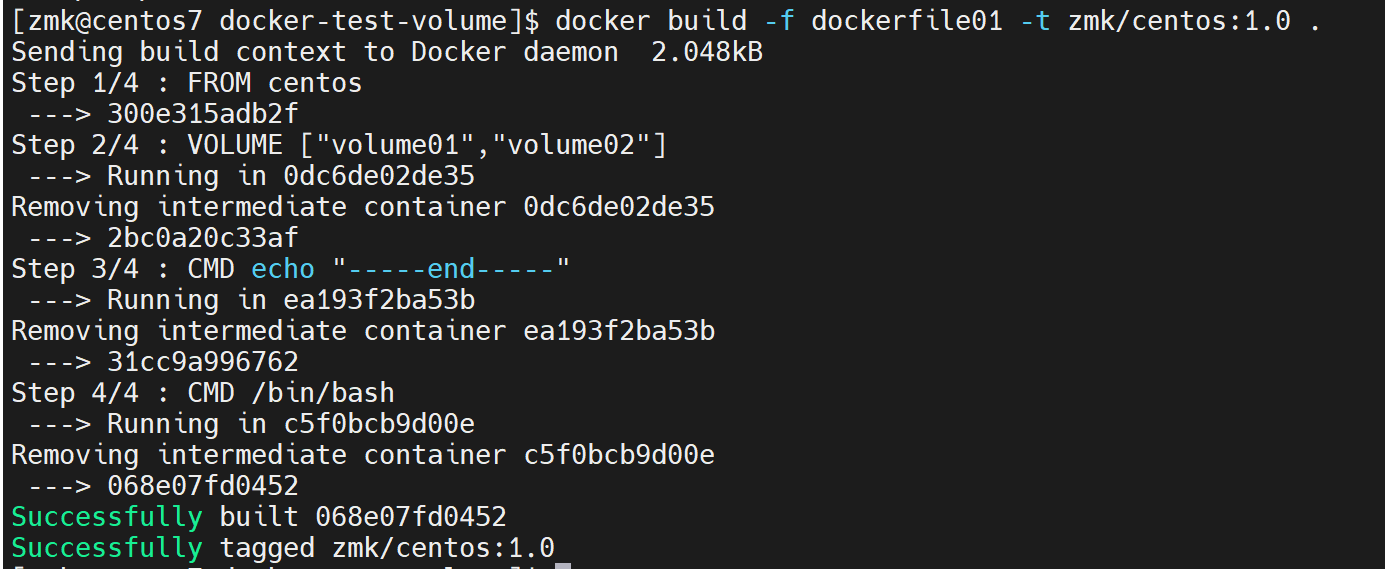 [zmk@centos7 docker-test-volume]$ docker build -f dockerfile01 -t zmk/centos:1.0 .
Sending build context to Docker daemon  2.048kB
Step 1/4 : FROM centos
 ---> 300e315adb2f
Step 2/4 : VOLUME ["volume01","volume02"]
 ---> Running in 0dc6de02de35
Removing intermediate container 0dc6de02de35
 ---> 2bc0a20c33af
Step 3/4 : CMD echo "-----end-----"
 ---> Running in ea193f2ba53b
Removing intermediate container ea193f2ba53b
 ---> 31cc9a996762
Step 4/4 : CMD /bin/bash
 ---> Running in c5f0bcb9d00e
Removing intermediate container c5f0bcb9d00e
 ---> 068e07fd0452
Successfully built 068e07fd0452
Successfully tagged zmk/centos:1.0